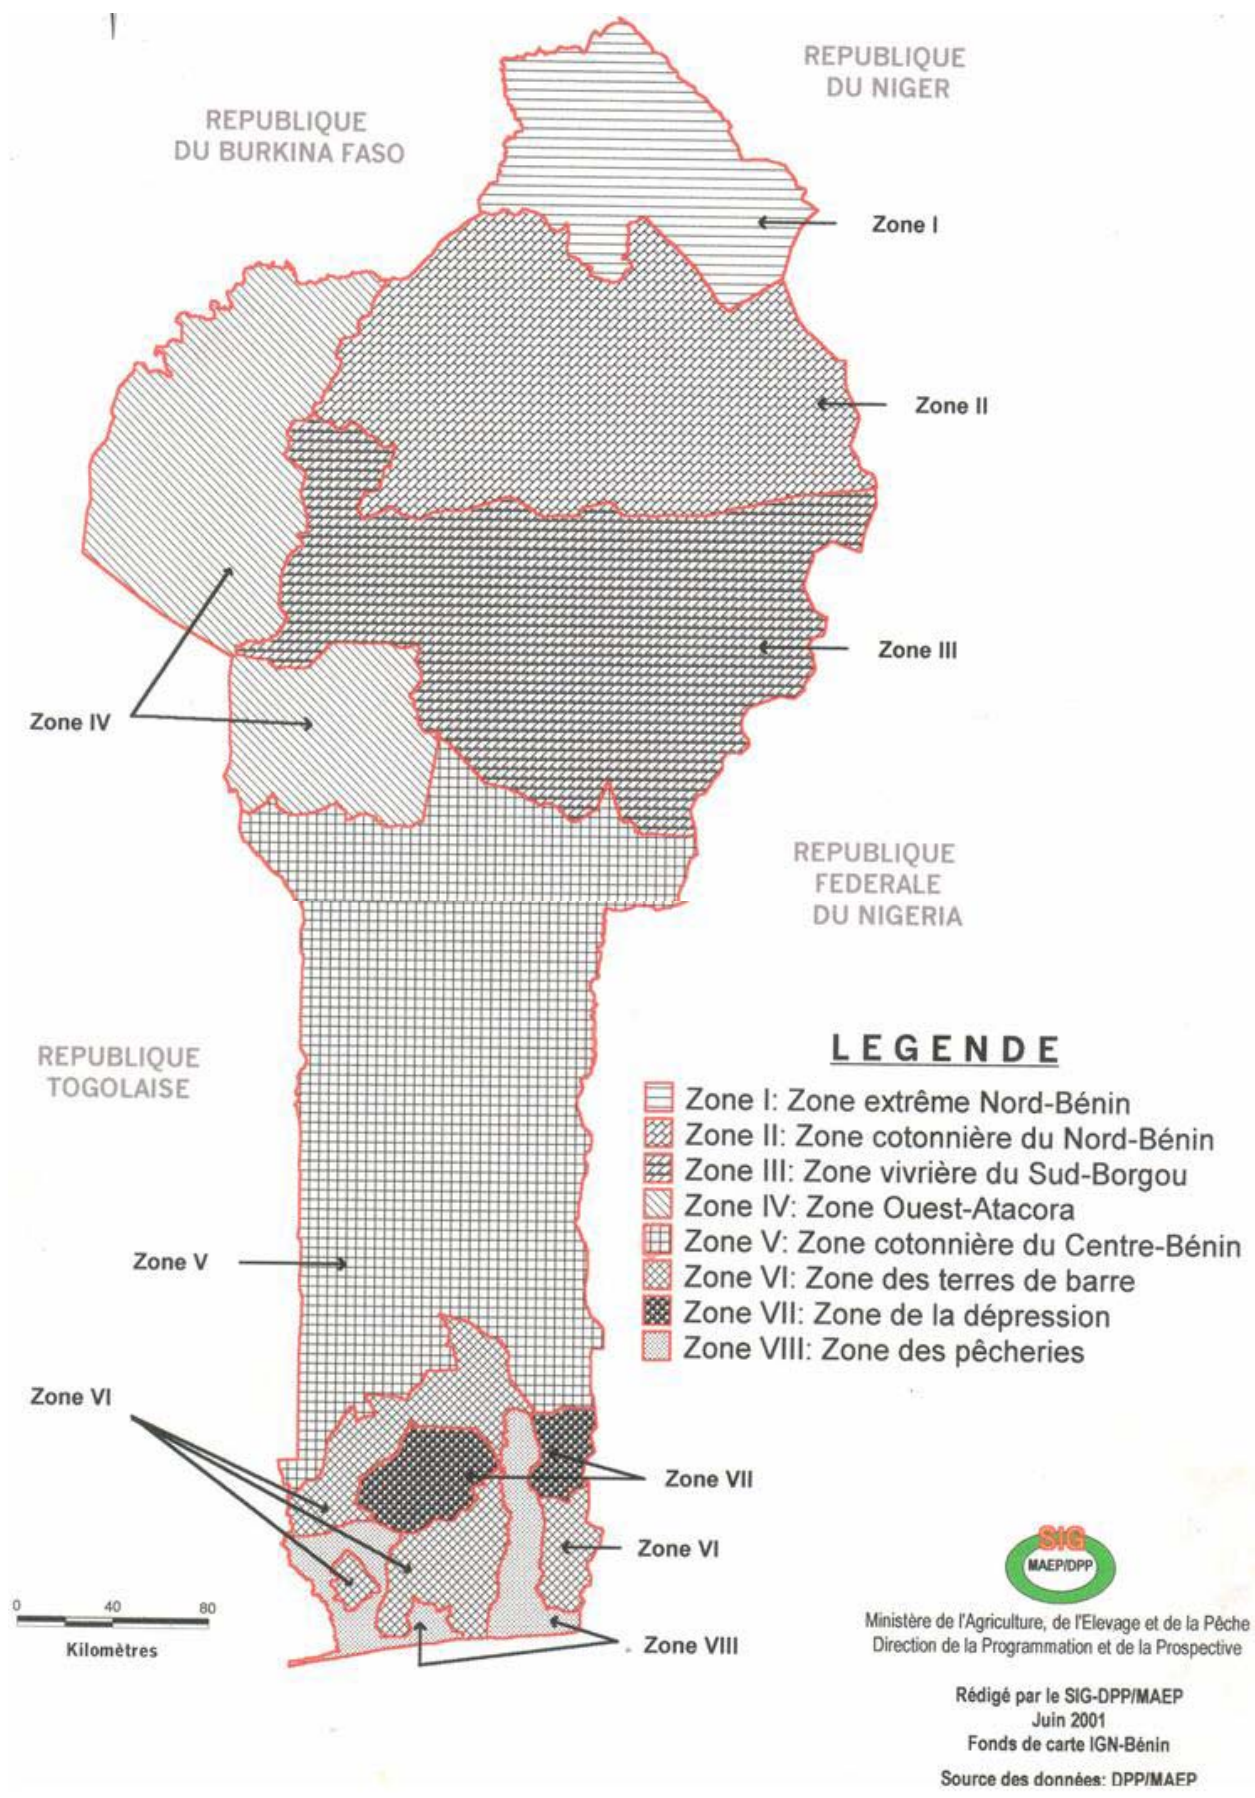 REPUBLIQUE
DU NIGER
REPUBLIQUE
DU BURKINA FASO
Zone I
Zone II
Zone III
Zone IV
REPUBLIQUE
FEDERALE
DU NIGERIA
REPUBLIQUE
TOGOLAISE
LEGENDE
Zone I: Zone extrême Nord-Bénin
Zone II: Zone cotonnière du Nord-Bénin
Zone III: Zone vivrière du Sud-Borgou
Zone IV: Zone Ouest-Atacora
Zone V: Zone cotonnière du Centre-Bénin
Zone VI: Zone des terres de barre
Zone VII: Zone de la dépression
Zone VIII: Zone des pêcheries
Zone V
Zone VI
Zone VII
Zone VI
Zone VIII
0 40 80
Kilomètres
SIG
MAEP/DPP
Ministère de l'Agriculture, de l'Elevage et de la Pêche
Direction de la Programmation et de la Prospective
Rédigé par le SIG-DPP/MAEP
Juin 2001
Fonds de carte IGN-Bénin
Source des données: DPP/MAEP